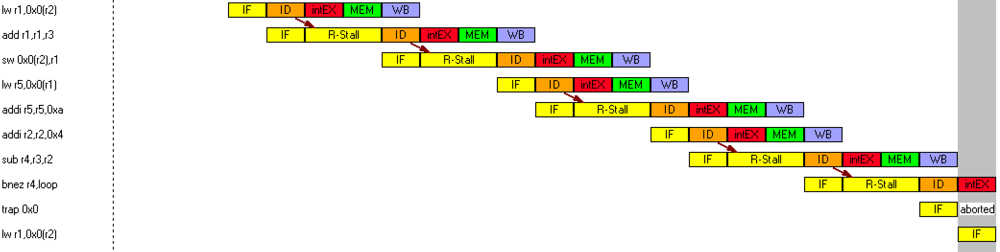 lw r1,0x0(r2) IF ID intEX MEM WB
add r1,r1,r3 IF R-Stall ID intEX MEM WB
sw 0x0(r2),r1 IF R-Stall ID intEX MEM WB
lw r5,0x0(r1) IF ID intEX MEM WB
addi r5,r5,0xa IF R-Stall ID intEX MEM WB
addi r2,r2,0x4 IF ID intEX MEM WB
sub r4,r3,r2 IF R-Stall ID intEX MEM WB
bnez r4,loop IF R-Stall ID intEX
trap 0x0 IF aborted
lw r1,0x0(r2) IF